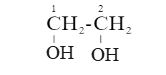 1 2
CH₂-CH₂
OH OH